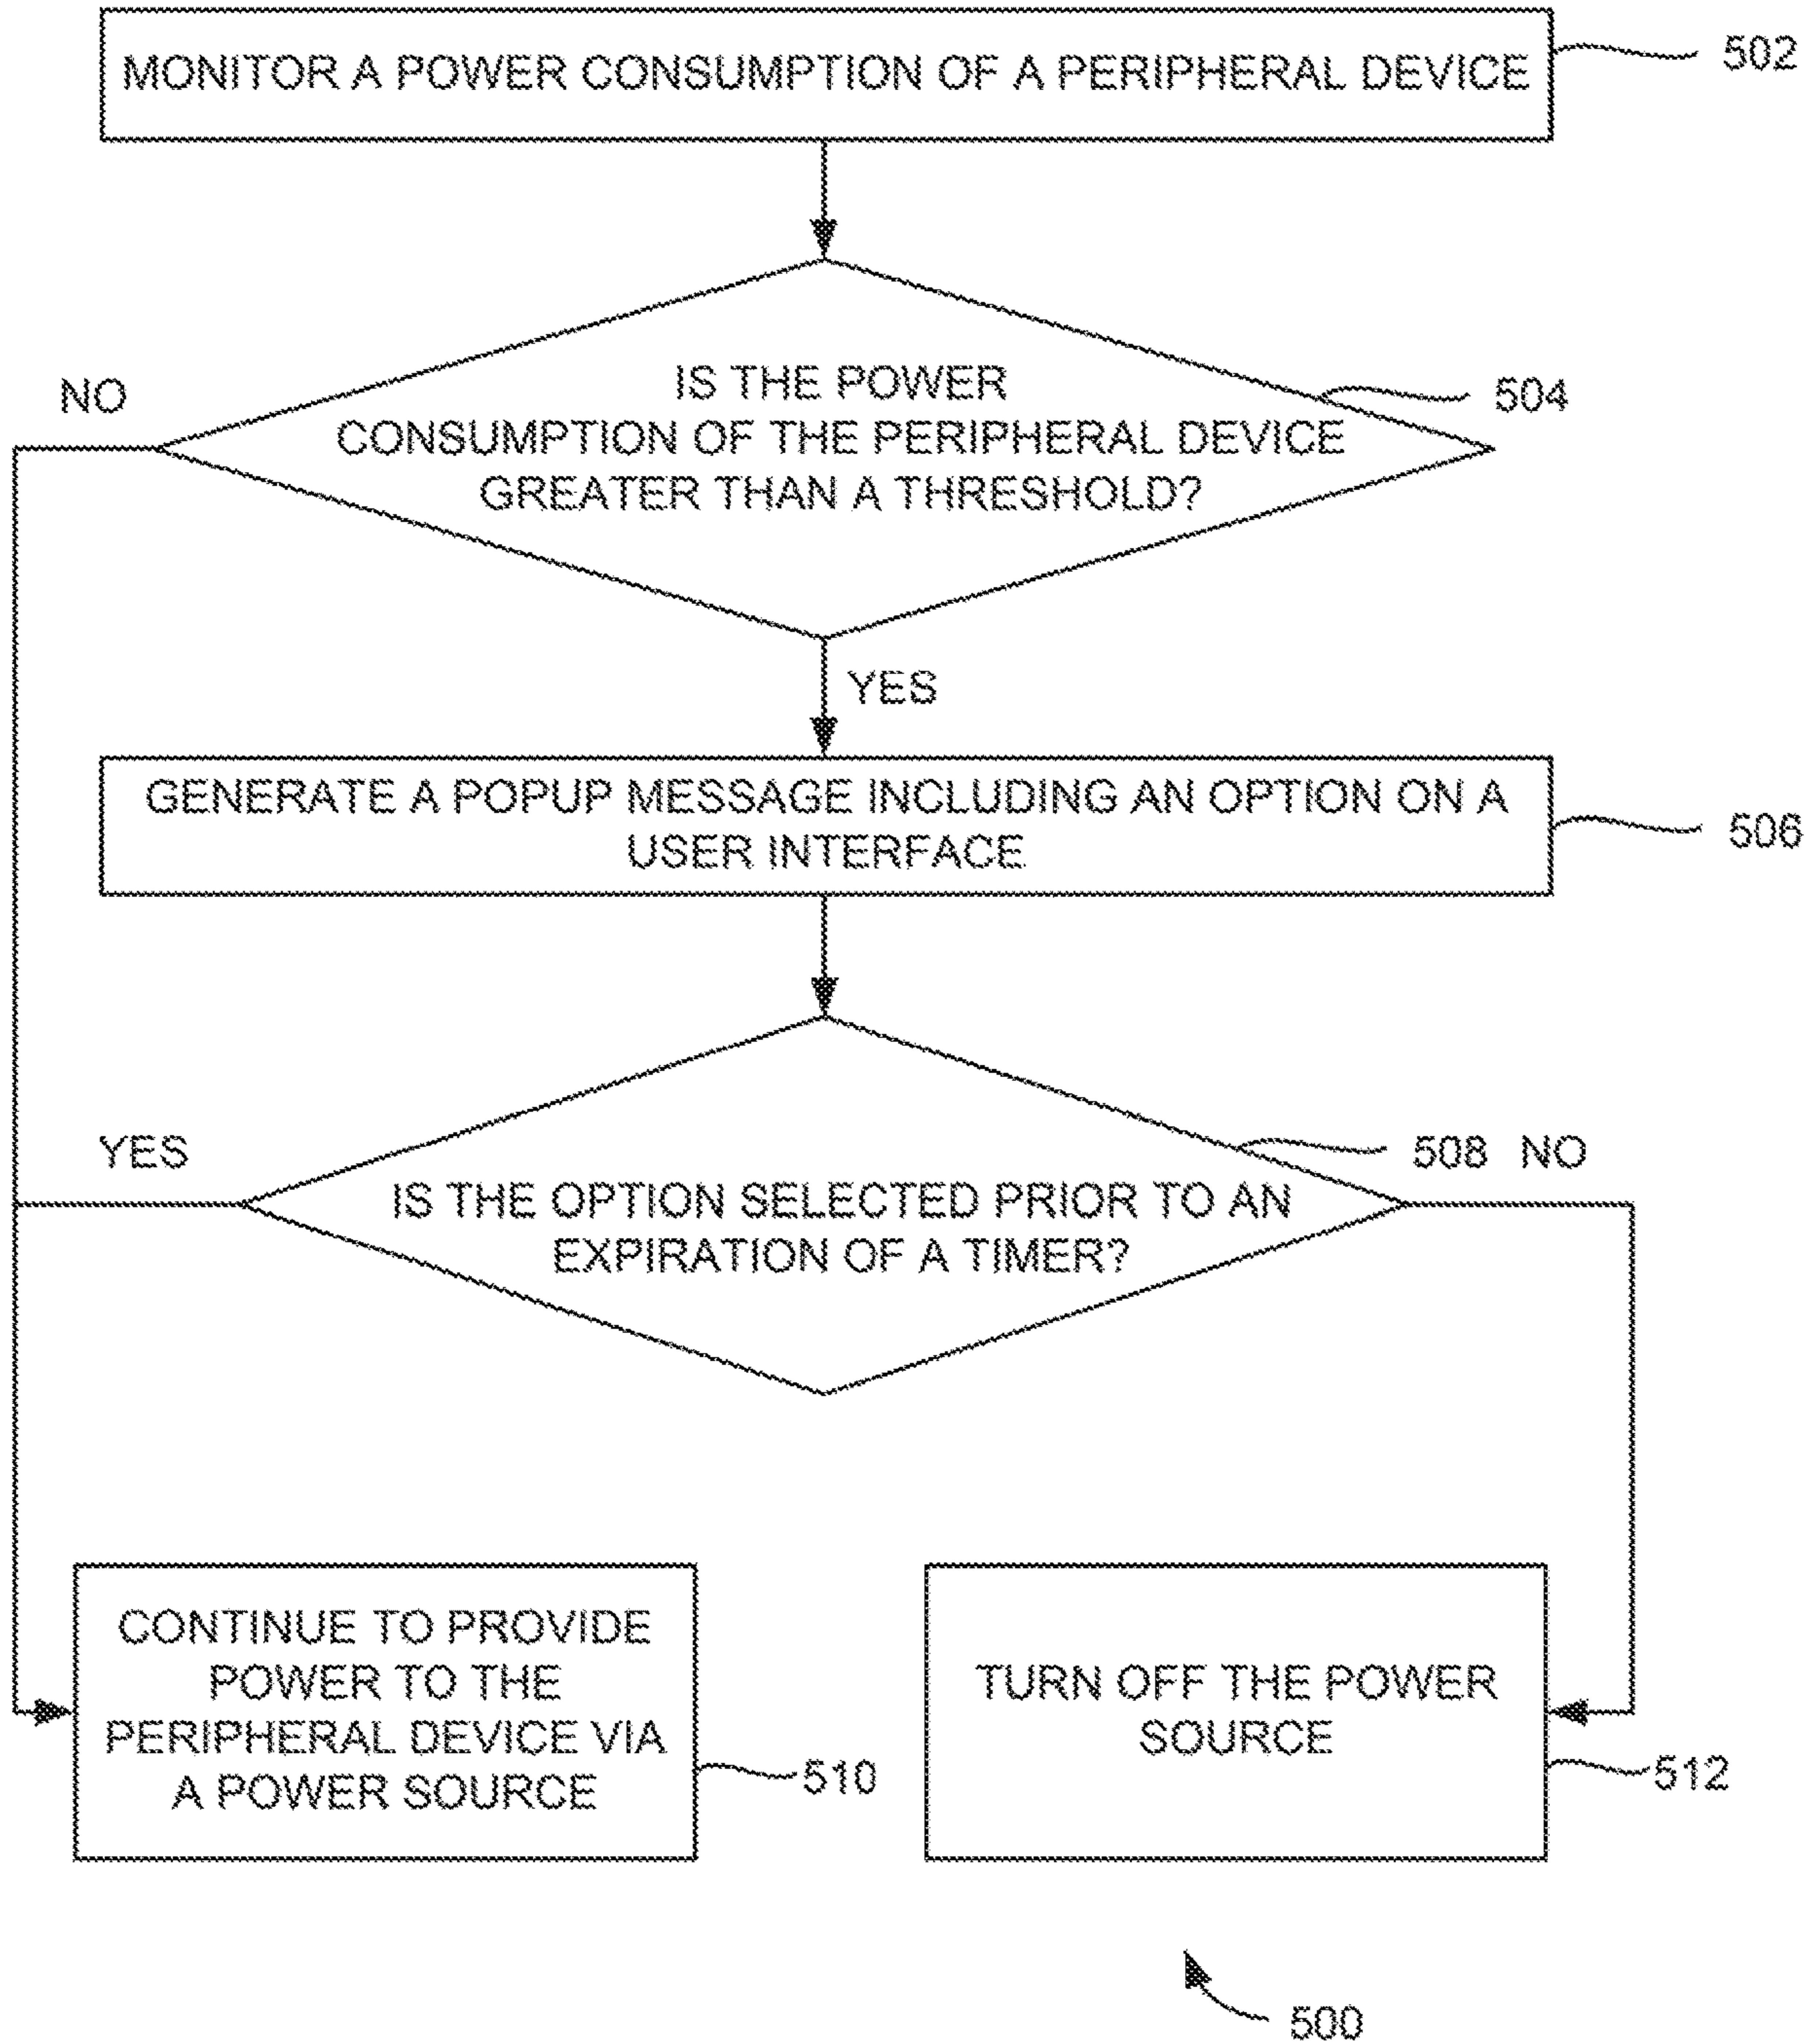 MONITOR A POWER CONSUMPTION OF A PERIPHERAL DEVICE
502
IS THE POWER
CONSUMPTION OF THE PERIPHERAL DEVICE
GREATER THAN A THRESHOLD?
504
NO
YES
GENERATE A POPUP MESSAGE INCLUDING AN OPTION ON A
USER INTERFACE
506
YES
508
NO
IS THE OPTION SELECTED PRIOR TO AN
EXPIRATION OF A TIMER?
CONTINUE TO PROVIDE
POWER TO THE
PERIPHERAL DEVICE VIA
A POWER SOURCE
510
TURN OFF THE POWER
SOURCE
512
500